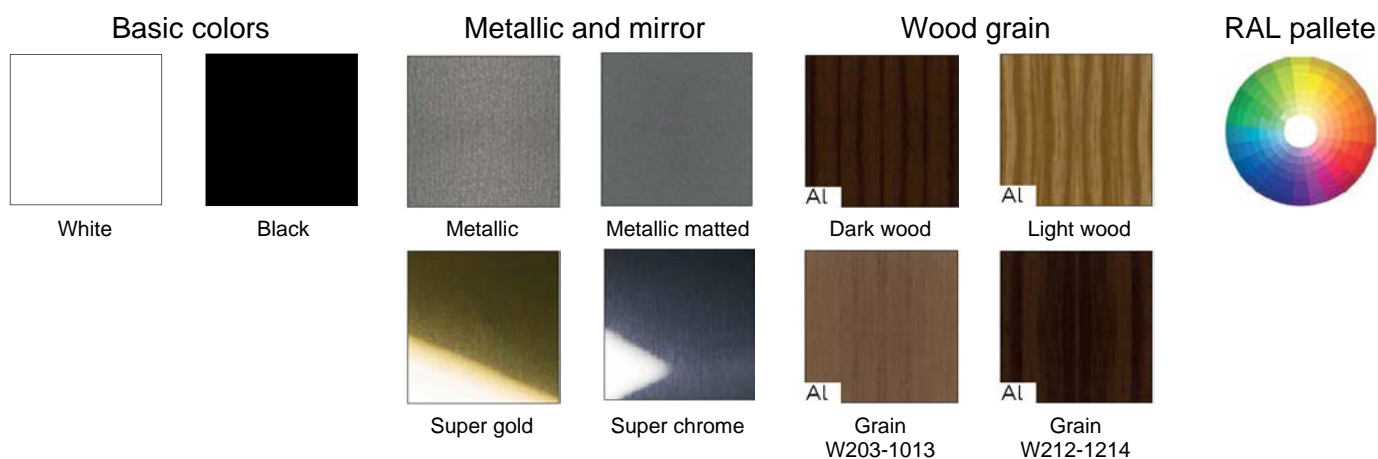 Basic colors
Metallic and mirror
Wood grain
RAL pallete
Al
Al
White
Black
Metallic
Metallic matted
Dark wood
Light wood
Al
Al
Super gold
Super chrome
Grain
W203-1013
Grain
W212-1214